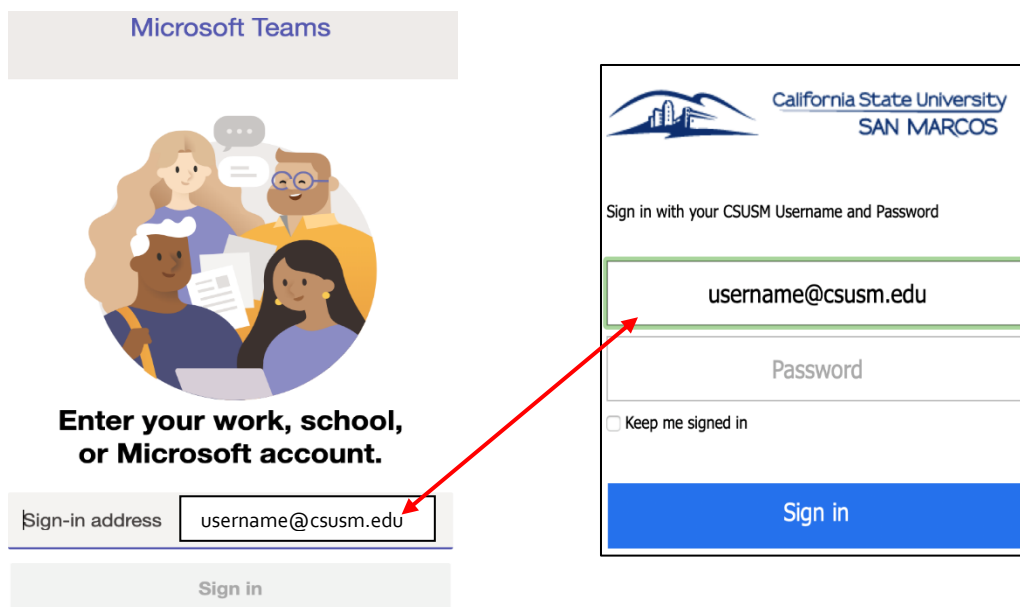 Microsoft Teams
Enter your work, school,
or Microsoft account.
Sign-in address username@csusm.edu
Sign in
California State University
SAN MARCOS
Sign in with your CSUSM Username and Password
username@csusm.edu
Password
Keep me signed in
Sign in